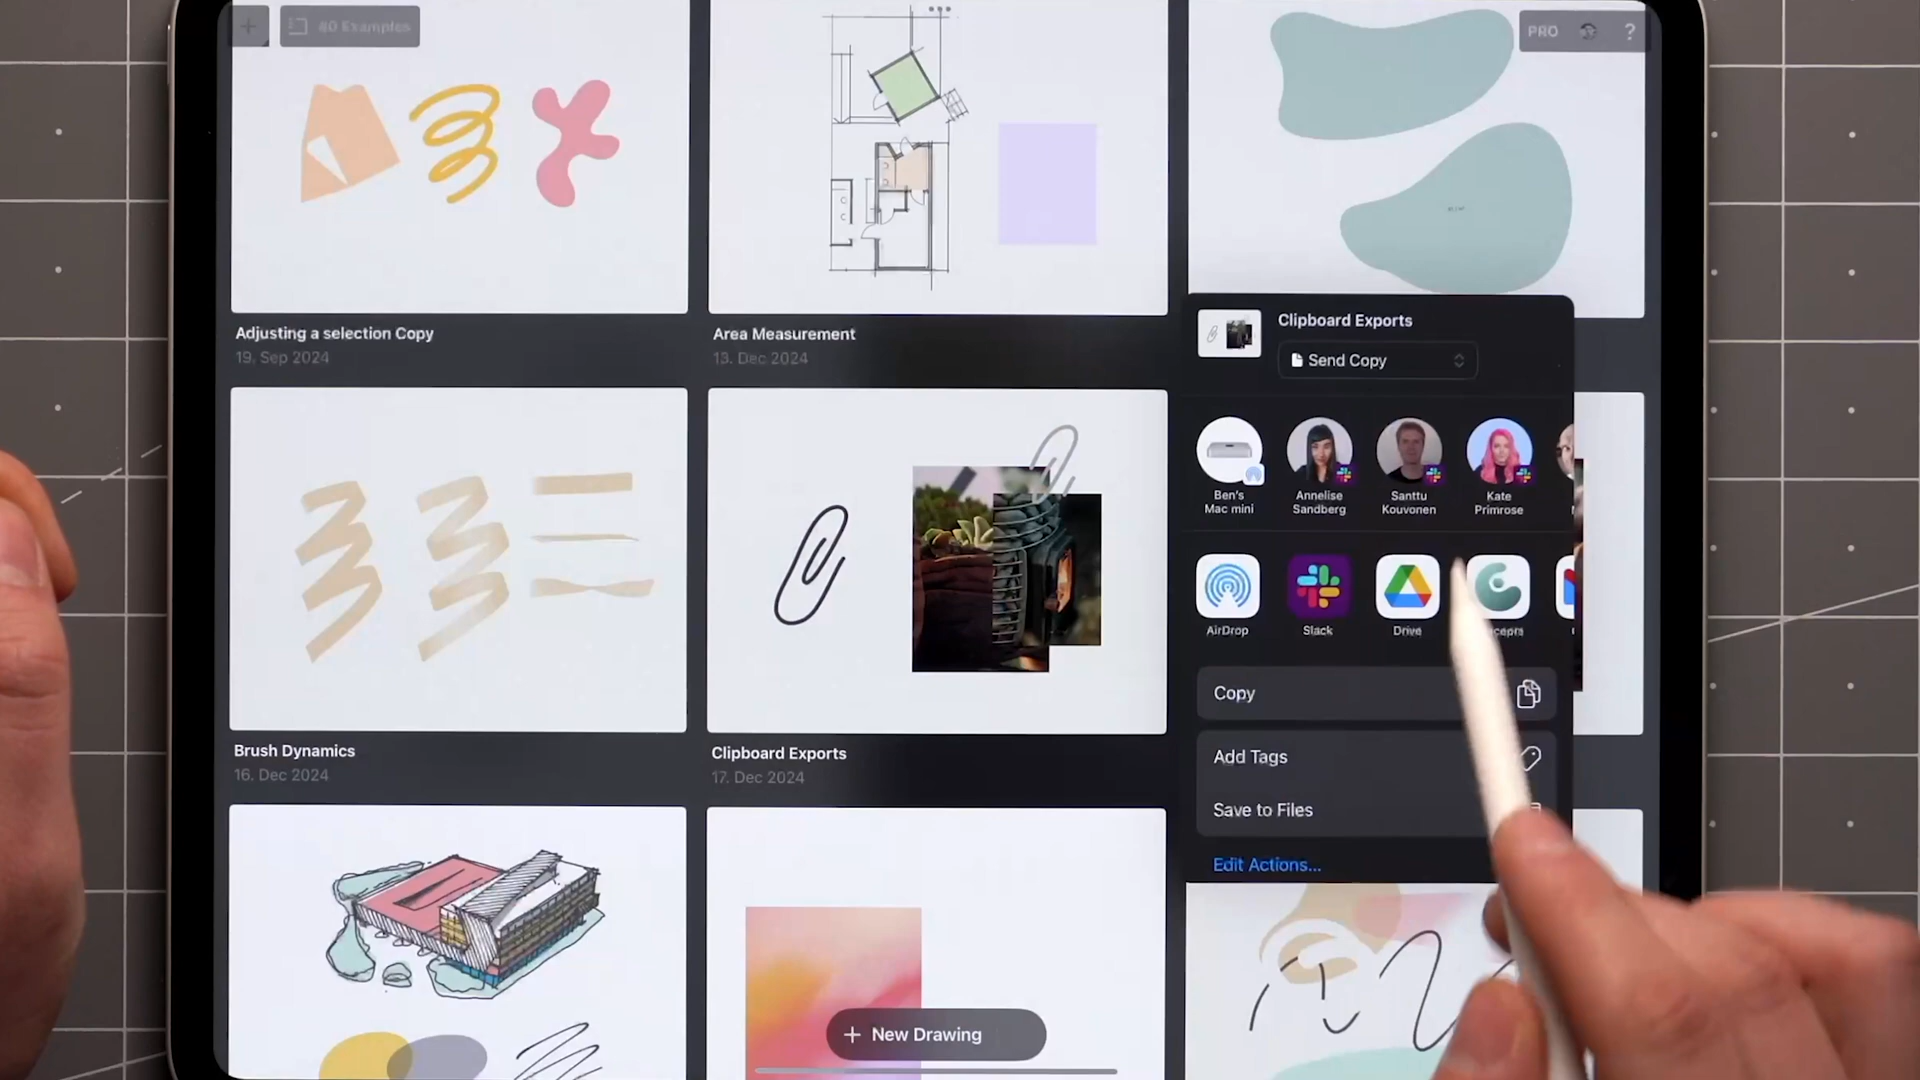 #0 Examples
PRO
?
Adjusting a selection Copy
19. Sep 2024
Area Measurement
13. Dec 2024
Clipboard Exports
Send Copy
Ben's
Mac mini
Annelise
Sandberg
Santtu
Kouvonen
Kate
Primrose
AirDrop
Slack
Drive
Copy
Add Tags
Save to Files
Edit Actions...
Brush Dynamics
16. Dec 2024
Clipboard Exports
17. Dec 2024
+ New Drawing